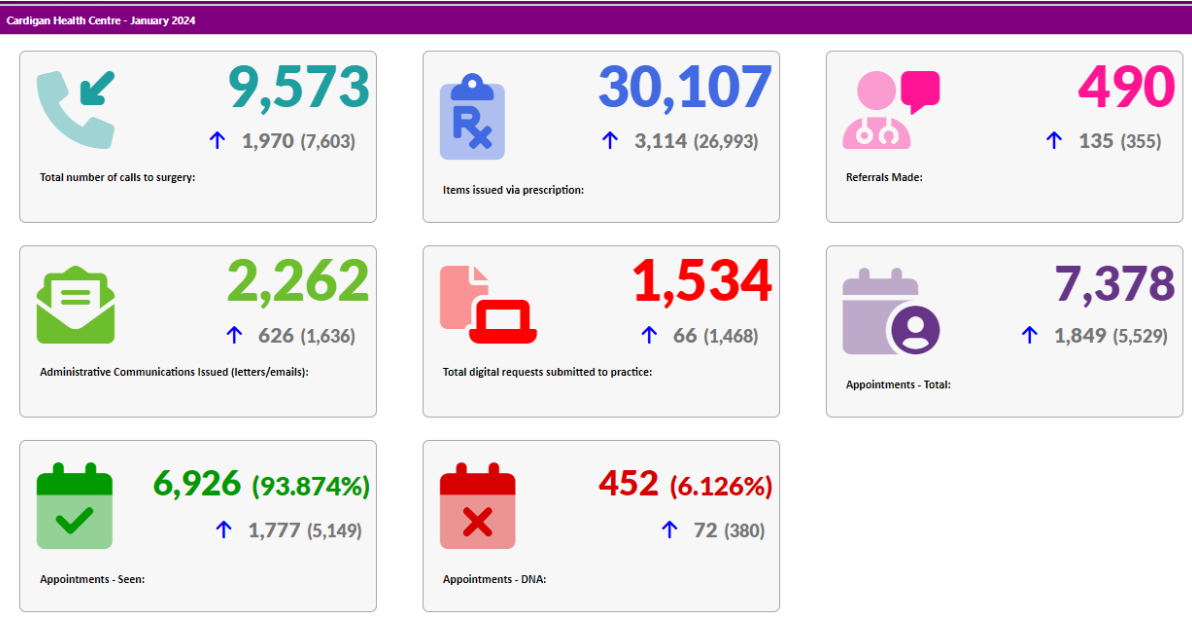 Cardigan Health Centre - January 2024
9,573
↑ 1,970 (7,603)
Total number of calls to surgery:
30,107
↑ 3,114 (26,993)
Rx
Items issued via prescription:
490
↑ 135 (355)
Referrals Made:
2,262
↑ 626 (1,636)
Administrative Communications Issued (letters/emails):
1,534
↑ 66 (1,468)
Total digital requests submitted to practice:
7,378
↑ 1,849 (5,529)
Appointments - Total:
6,926 (93.874%)
↑ 1,777 (5,149)
Appointments - Seen:
452 (6.126%)
↑ 72 (380)
Appointments - DNA: